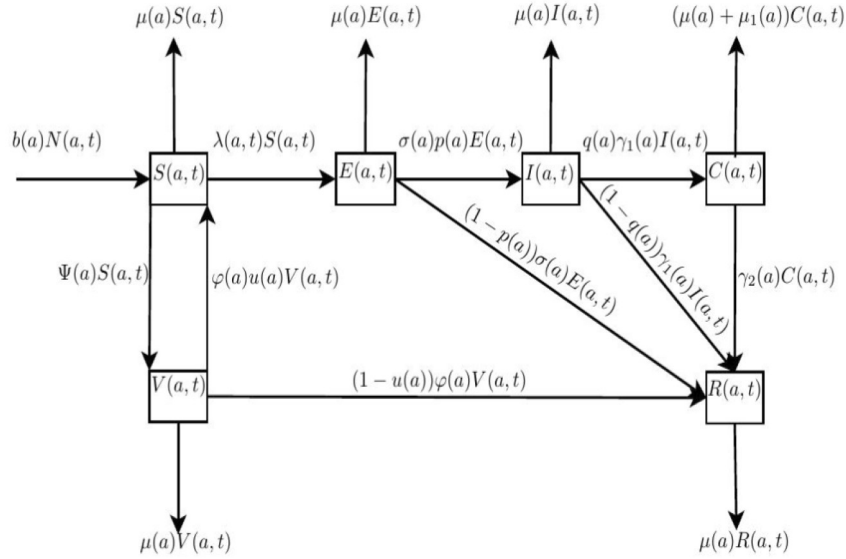 μ(a)S(a,t)
μ(a)E(a,t)
μ(a)I(a,t)
(μ(a) + μ₁(a))C(a,t)
b(a)N(a,t)
λ(a,t)S(a,t)
σ(a)p(a)E(a,t)
q(a)γ₁(a)I(a,t)
S(a,t)
E(a,t)
I(a,t)
C(a,t)
Ψ(a)S(a,t)
φ(a)u(a)V(a,t)
(1 − p(a))σ(a)E(a,t)
(1 − q(a))γ₁(a)I(a,t)
γ₂(a)C(a,t)
V(a,t)
(1 − u(a))φ(a)V(a,t)
R(a,t)
μ(a)V(a,t)
μ(a)R(a,t)